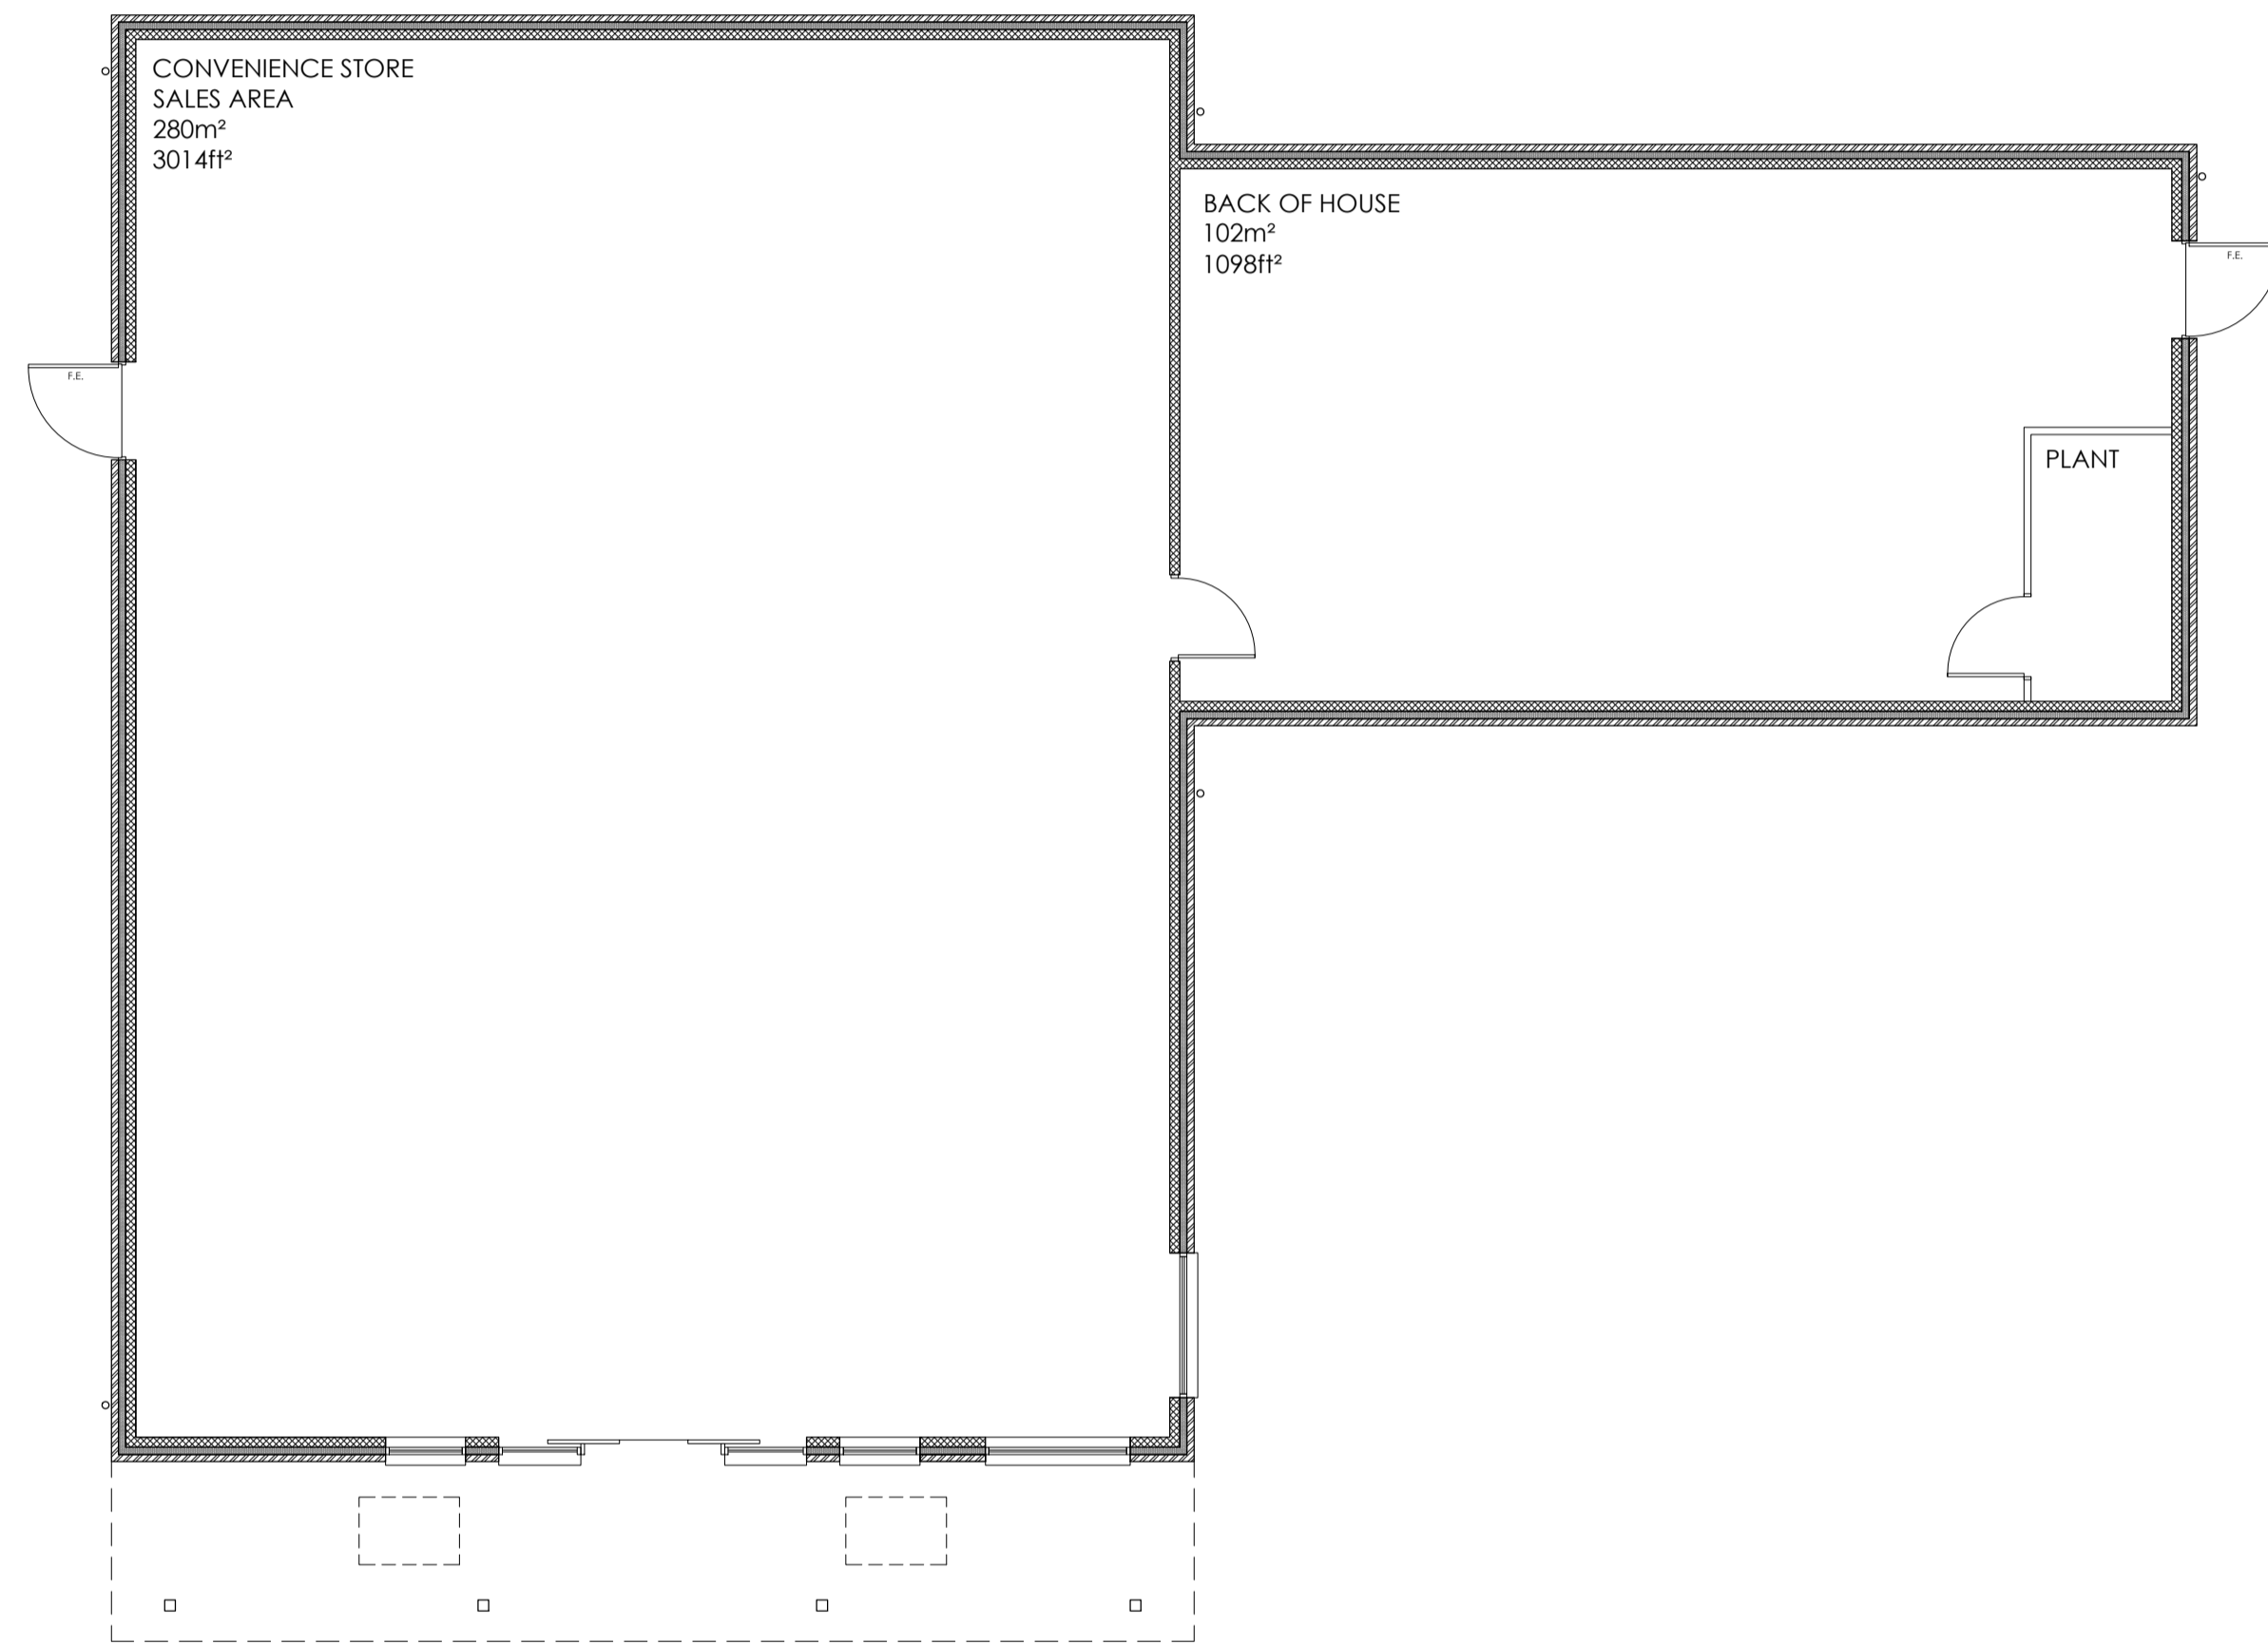 CONVENIENCE STORE
SALES AREA
280m²
3014ft²
BACK OF HOUSE
102m²
1098ft²
F.E.
F.E.
PLANT